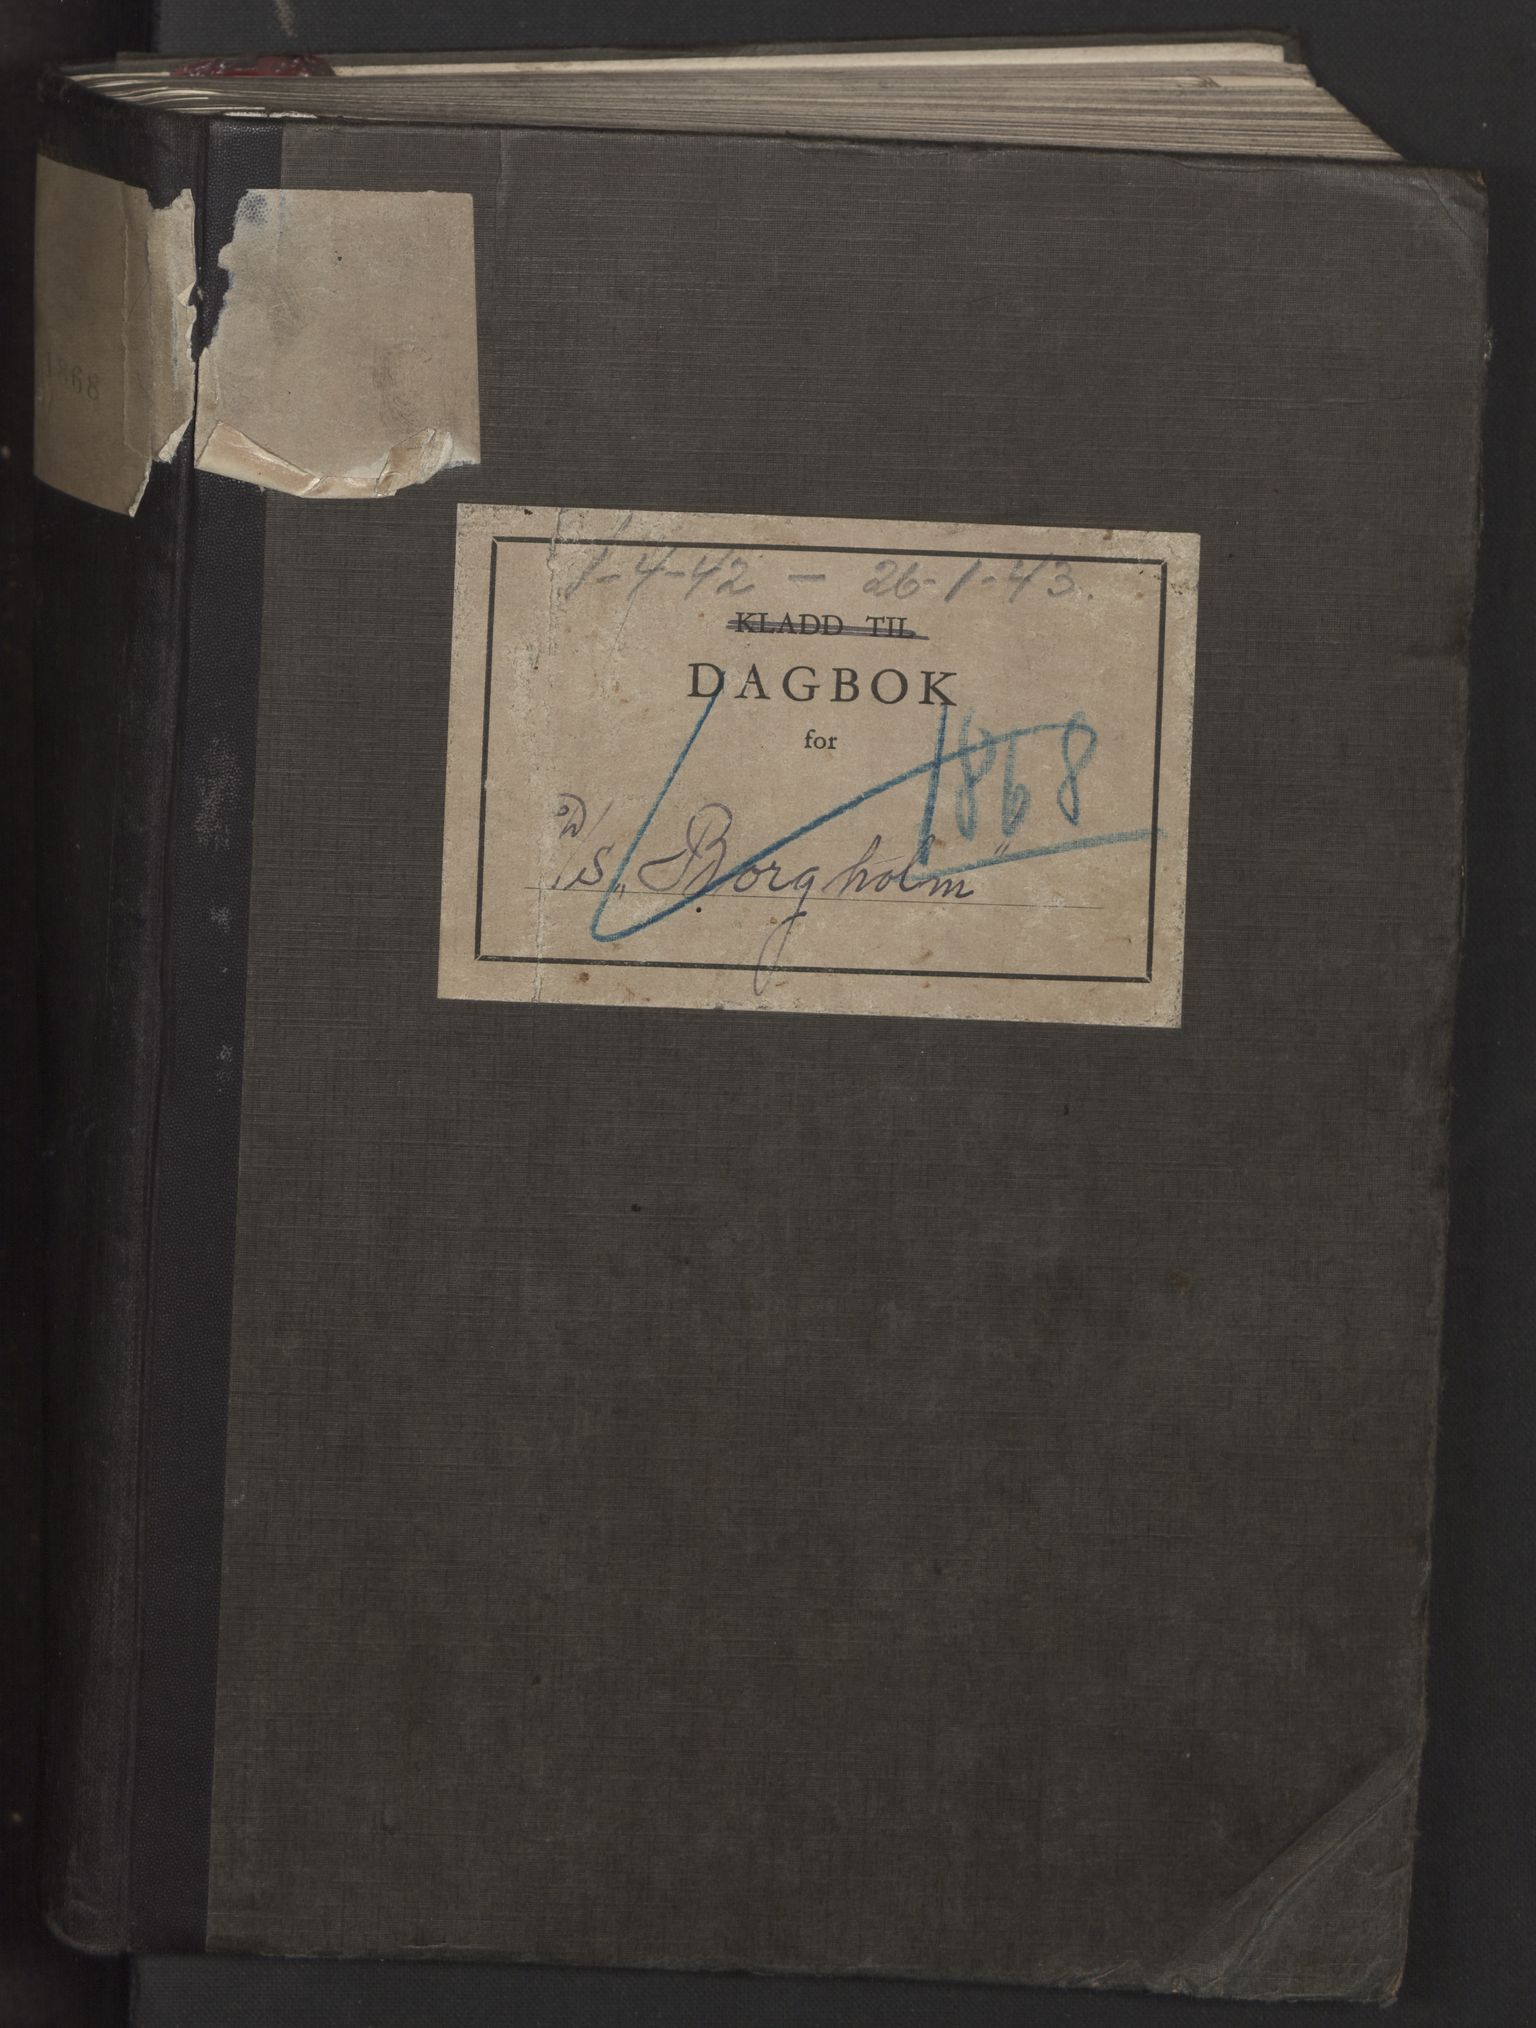 1868
1-4-42 — 26-1-43.
KLADD TIL
DAGBOK
for
1868
D/S „Borgholm"